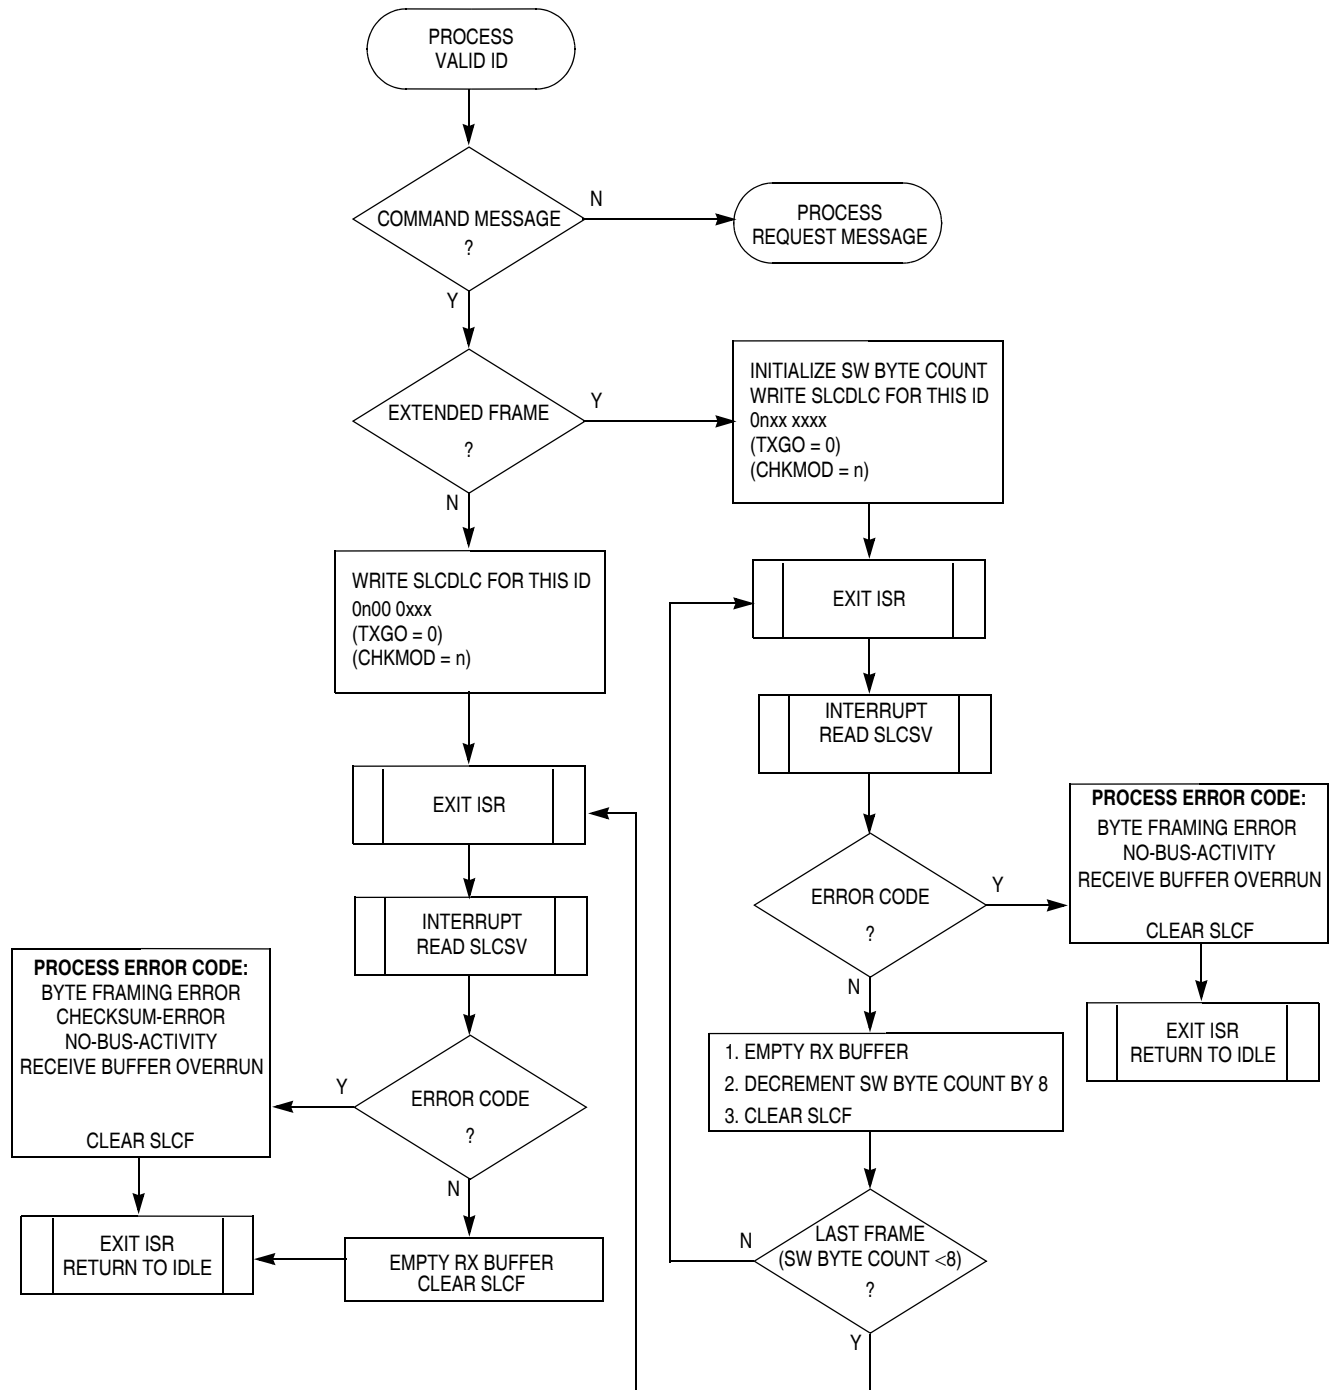 PROCESS
VALID ID
COMMAND MESSAGE
?
N
PROCESS
REQUEST MESSAGE
Y
EXTENDED FRAME
?
Y
INITIALIZE SW BYTE COUNT
WRITE SLCDLC FOR THIS ID
0nxx xxxx
(TXGO = 0)
(CHKMOD = n)
N
WRITE SLCDLC FOR THIS ID
0n00 0xxx
(TXGO = 0)
(CHKMOD = n)
EXIT ISR
INTERRUPT
READ SLCSV
ERROR CODE
?
Y
PROCESS ERROR CODE:
BYTE FRAMING ERROR
NO-BUS-ACTIVITY
RECEIVE BUFFER OVERRUN
CLEAR SLCF
EXIT ISR
RETURN TO IDLE
N
1. EMPTY RX BUFFER
2. DECREMENT SW BYTE COUNT BY 8
3. CLEAR SLCF
LAST FRAME
(SW BYTE COUNT <8)
?
N
Y
EXIT ISR
INTERRUPT
READ SLCSV
ERROR CODE
?
Y
PROCESS ERROR CODE:
BYTE FRAMING ERROR
CHECKSUM-ERROR
NO-BUS-ACTIVITY
RECEIVE BUFFER OVERRUN
CLEAR SLCF
EXIT ISR
RETURN TO IDLE
N
EMPTY RX BUFFER
CLEAR SLCF